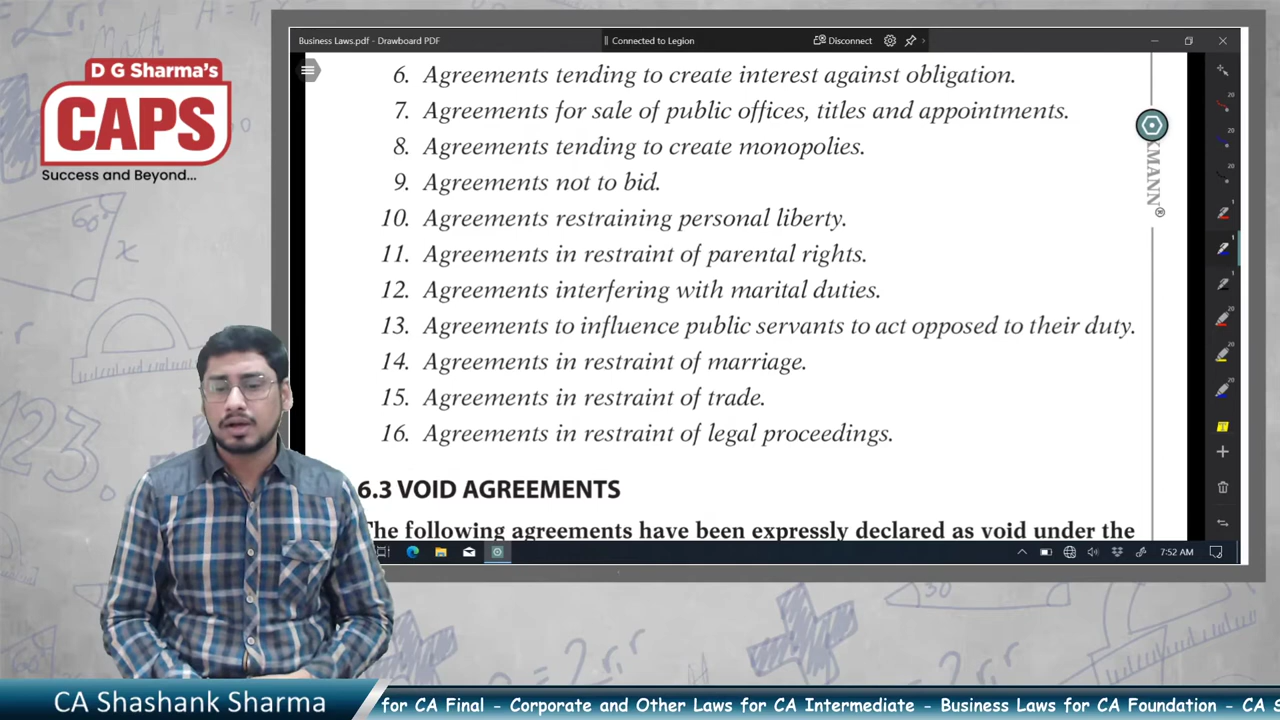 D G Sharma's
CAPS
Success and Beyond...
Business Laws.pdf - Drawboard PDF
Connected to Legion
Disconnect
6. Agreements tending to create interest against obligation.
7. Agreements for sale of public offices, titles and appointments.
8. Agreements tending to create monopolies.
9. Agreements not to bid.
10. Agreements restraining personal liberty.
11. Agreements in restraint of parental rights.
12. Agreements interfering with marital duties.
13. Agreements to influence public servants to act opposed to their duty.
14. Agreements in restraint of marriage.
15. Agreements in restraint of trade.
16. Agreements in restraint of legal proceedings.
6.3 VOID AGREEMENTS
The following agreements have been expressly declared as void under the
7:52 AM
CA Shashank Sharma
for CA Final - Corporate and Other Laws for CA Intermediate - Business Laws for CA Foundation - CA S